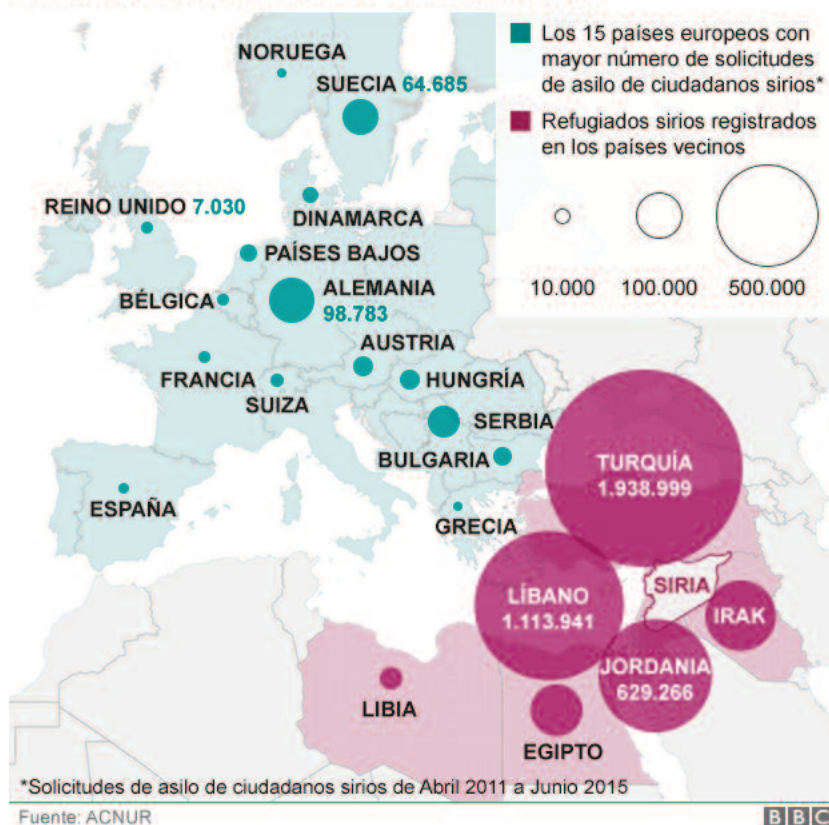 NORUEGA
SUECIA 64.685
REINO UNIDO 7.030
DINAMARCA
PAÍSES BAJOS
ALEMANIA
98.783
BÉLGICA
AUSTRIA
FRANCIA
SUIZA
HUNGRÍA
SERBIA
BULGARIA
ESPAÑA
GRECIA
Los 15 países europeos con
mayor número de solicitudes
de asilo de ciudadanos sirios*
Refugiados sirios registrados
en los países vecinos
10.000 100.000 500.000
TURQUÍA
1.938.999
LÍBANO
1.113.941
SIRIA
IRAK
JORDANIA
629.266
LIBIA
EGIPTO
*Solicitudes de asilo de ciudadanos sirios de Abril 2011 a Junio 2015
Fuente: ACNUR
BBC